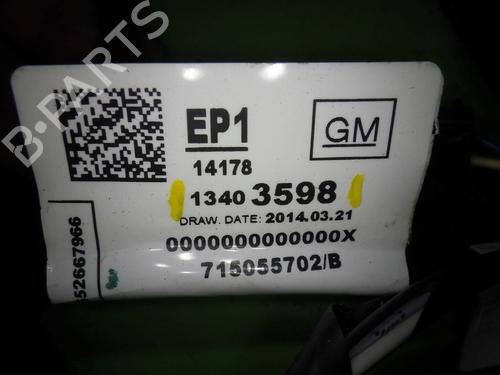 EP1
GM
14178
1340 3598
DRAW. DATE: 2014.03.21
0000000000000X
715055702/B
52667966
B-PARTS